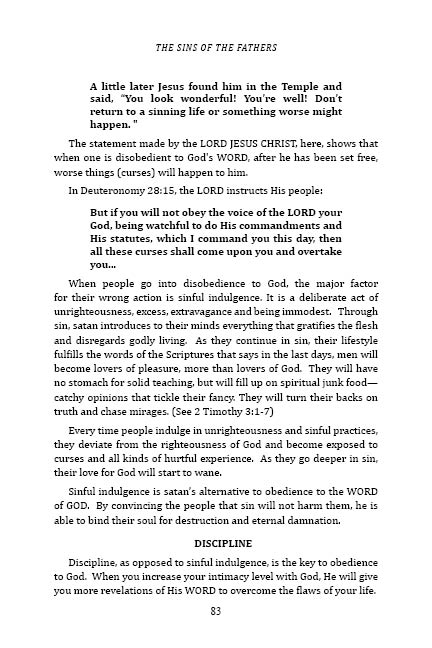 THE SINS OF THE FATHERS
A little later Jesus found him in the Temple and
said, “You look wonderful! You’re well! Don’t
return to a sinning life or something worse might
happen. "
The statement made by the LORD JESUS CHRIST, here, shows that
when one is disobedient to God's WORD, after he has been set free,
worse things (curses) will happen to him.
In Deuteronomy 28:15, the LORD instructs His people:
But if you will not obey the voice of the LORD your
God, being watchful to do His commandments and
His statutes, which I command you this day, then
all these curses shall come upon you and overtake
you...
When people go into disobedience to God, the major factor
for their wrong action is sinful indulgence. It is a deliberate act of
unrighteousness, excess, extravagance and being immodest. Through
sin, satan introduces to their minds everything that gratifies the flesh
and disregards godly living. As they continue in sin, their lifestyle
fulfills the words of the Scriptures that says in the last days, men will
become lovers of pleasure, more than lovers of God. They will have
no stomach for solid teaching, but will fill up on spiritual junk food—
catchy opinions that tickle their fancy. They will turn their backs on
truth and chase mirages. (See 2 Timothy 3:1-7)
Every time people indulge in unrighteousness and sinful practices,
they deviate from the righteousness of God and become exposed to
curses and all kinds of hurtful experience. As they go deeper in sin,
their love for God will start to wane.
Sinful indulgence is satan’s alternative to obedience to the WORD
of GOD. By convincing the people that sin will not harm them, he is
able to bind their soul for destruction and eternal damnation.
DISCIPLINE
Discipline, as opposed to sinful indulgence, is the key to obedience
to God. When you increase your intimacy level with God, He will give
you more revelations of His WORD to overcome the flaws of your life.
83